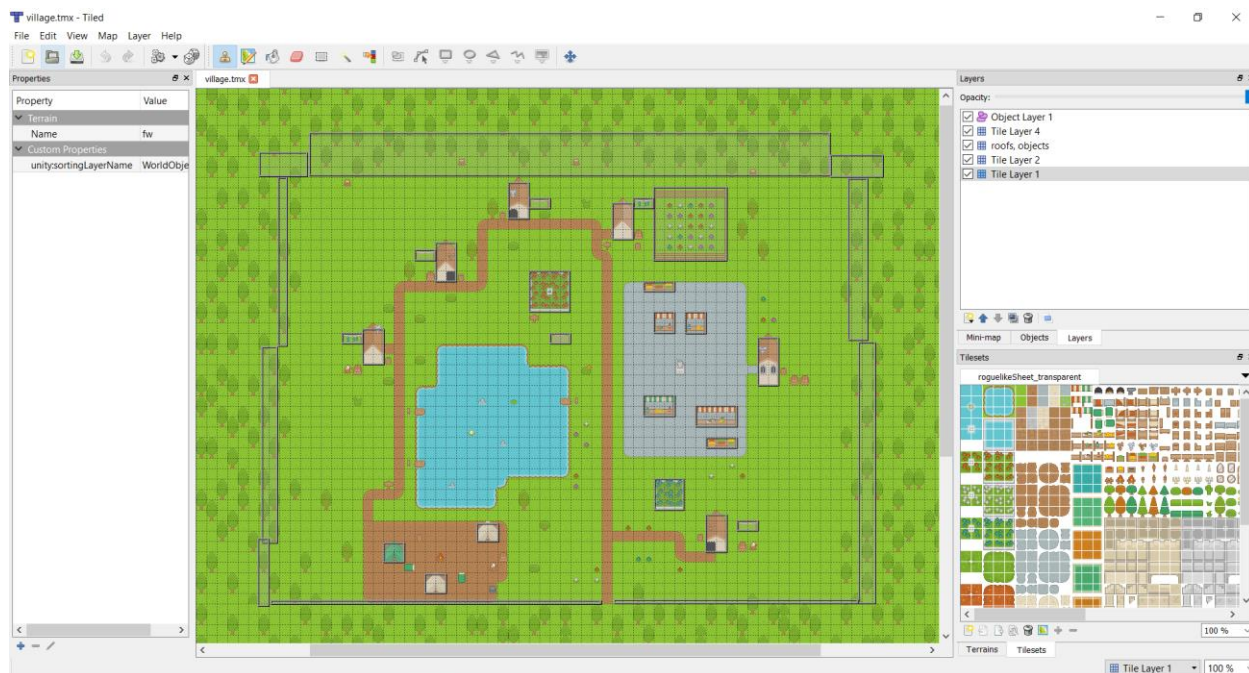 village.tmx - Tiled
File Edit View Map Layer Help
Properties
Property Value
Terrain
Name fw
Custom Properties
unity:sortingLayerName WorldObje
village.tmx
Layers
Opacity:
Object Layer 1
Tile Layer 4
roofs, objects
Tile Layer 2
Tile Layer 1
Mini-map Objects Layers
Tilesets
roguelikeSheet_transparent
100 %
Terrains Tilesets
Tile Layer 1 100 %